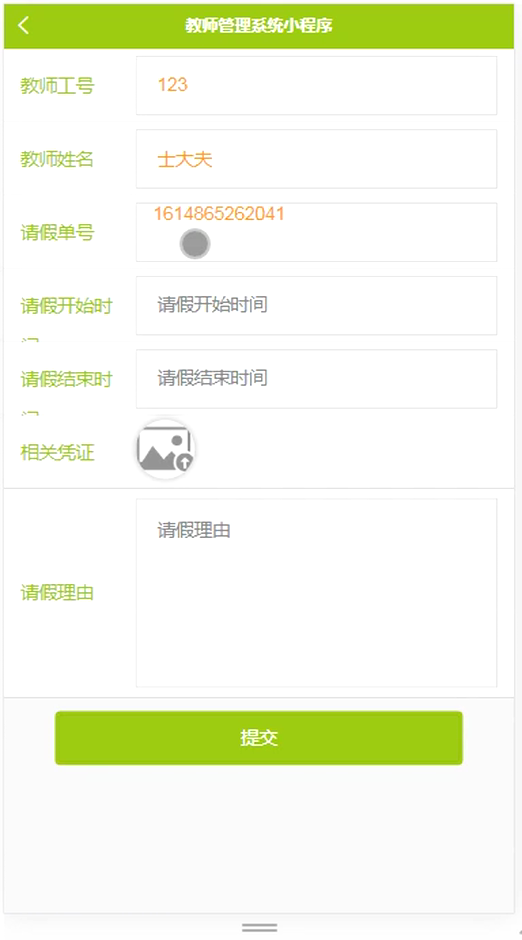 教师管理系统小程序
教师工号 123
教师姓名 士大夫
请假单号 1614865262041
请假开始时 请假开始时间
请假结束时 请假结束时间
相关凭证
请假理由
请假理由
提交